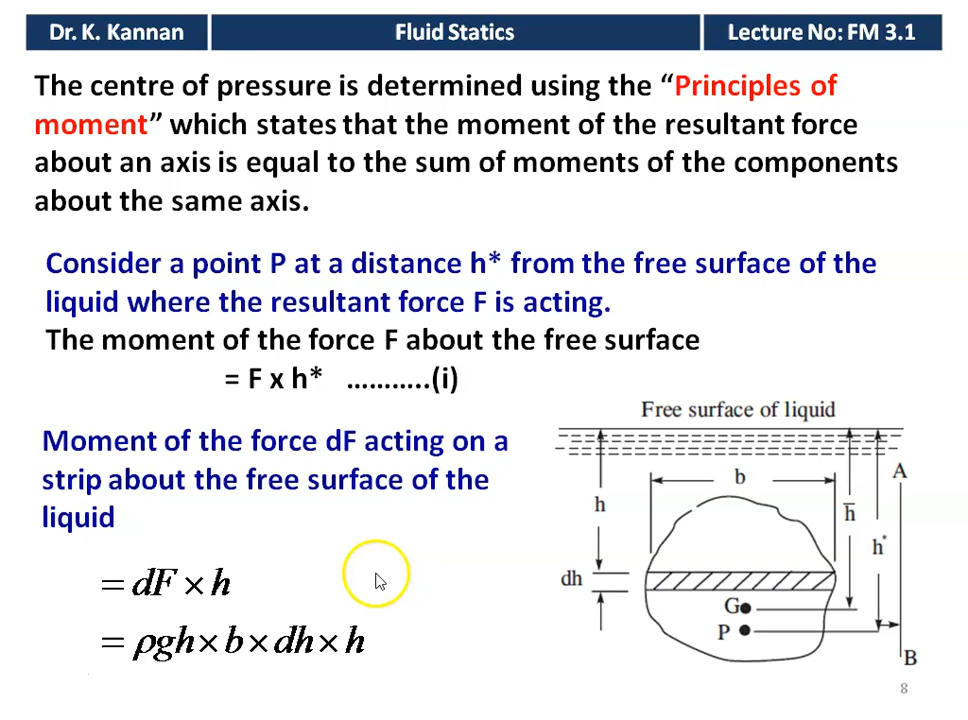 Dr. K. Kannan
Fluid Statics
Lecture No: FM 3.1
The centre of pressure is determined using the “Principles of
moment” which states that the moment of the resultant force
about an axis is equal to the sum of moments of the components
about the same axis.
Consider a point P at a distance h* from the free surface of the
liquid where the resultant force F is acting.
The moment of the force F about the free surface
= F x h* ………..(i)
Moment of the force dF acting on a
strip about the free surface of the
liquid
= dF × h
= ρgh × b × dh × h
Free surface of liquid
b
A
h
h̄
h*
dh
G
P
B
8